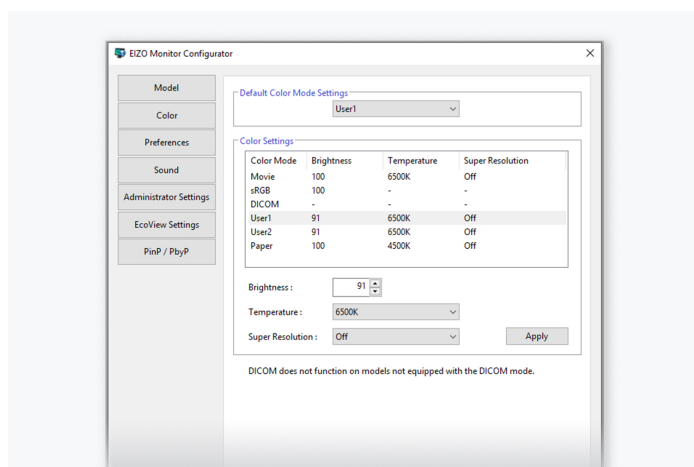 EIZO Monitor Configurator
Model
Color
Preferences
Sound
Administrator Settings
EcoView Settings
PinP / PbyP
Default Color Mode Settings
User1
Color Settings
Color Mode Brightness Temperature Super Resolution
Movie 100 6500K Off
sRGB 100 - -
DICOM - - -
User1 91 6500K Off
User2 91 6500K Off
Paper 100 4500K Off
Brightness : 91
Temperature : 6500K
Super Resolution : Off Apply
DICOM does not function on models not equipped with the DICOM mode.